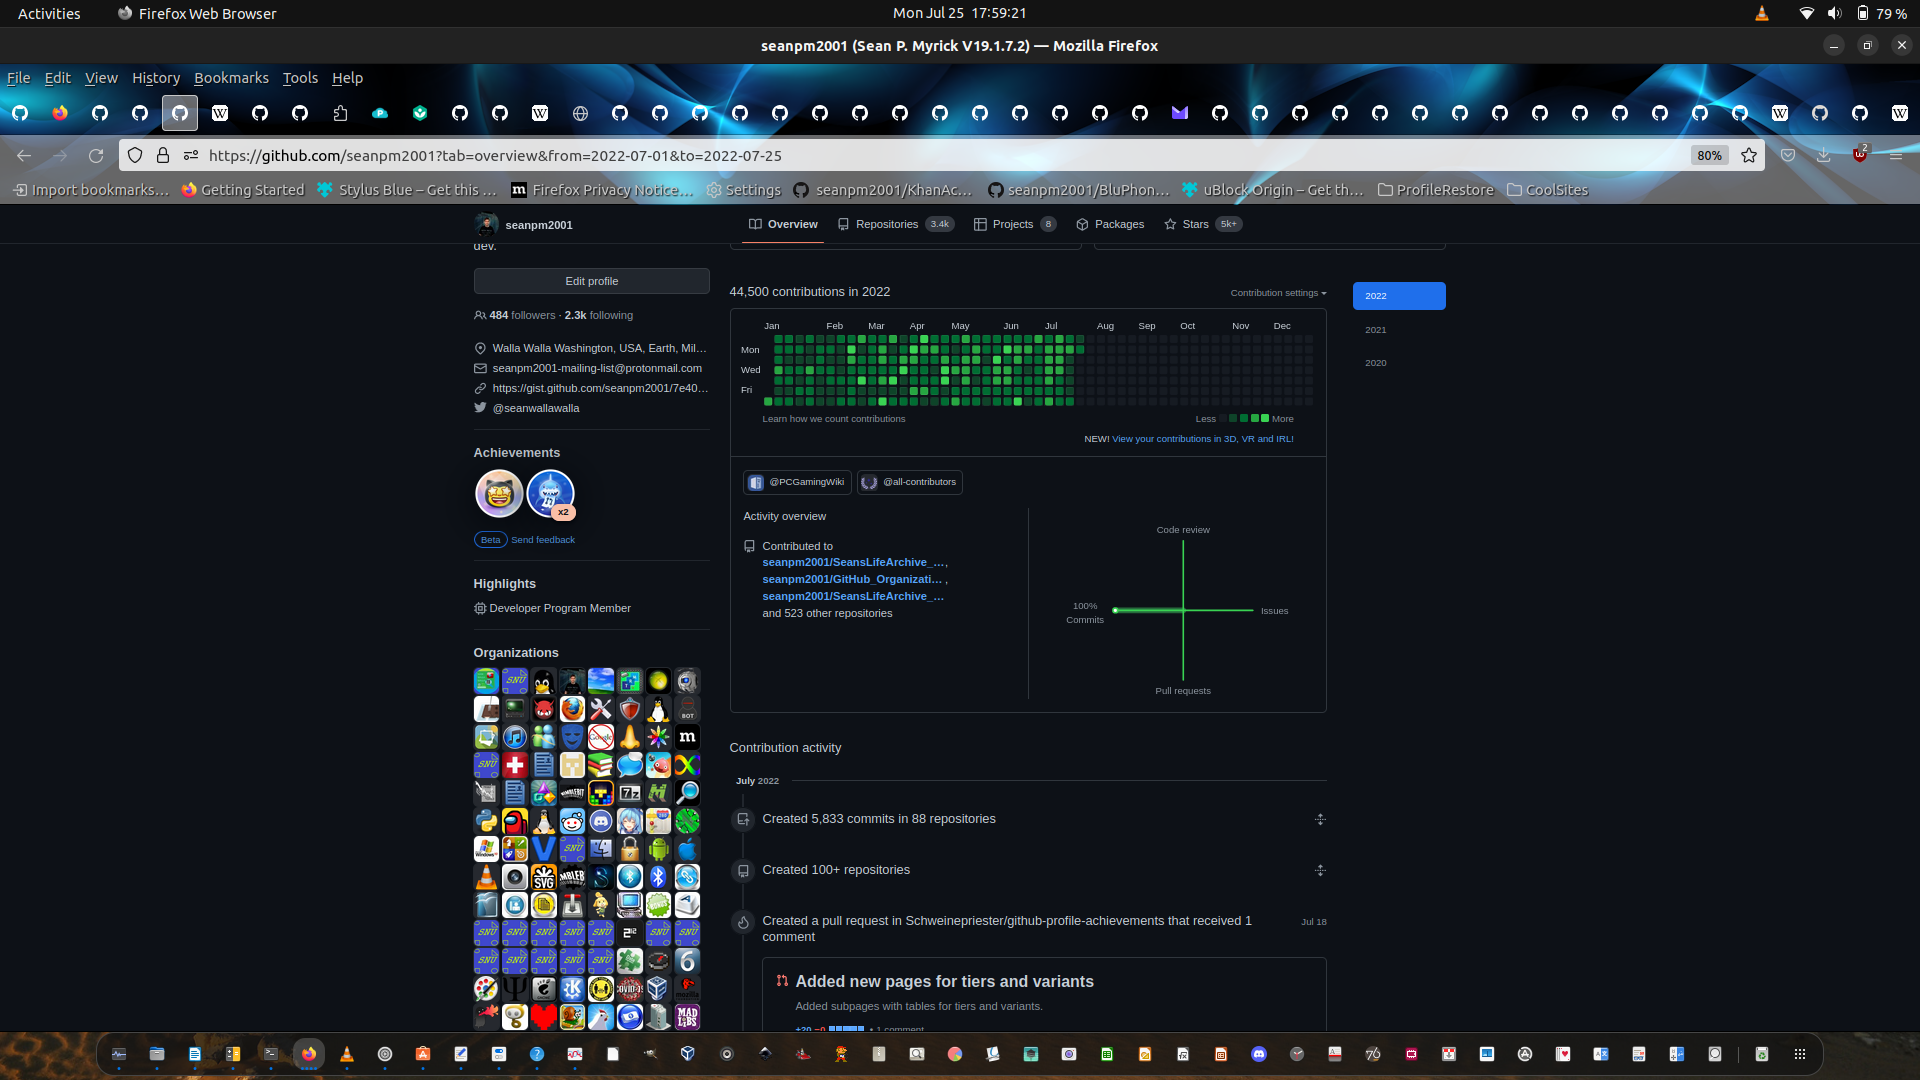 Activities
Firefox Web Browser
Mon Jul 25 17:59:21
79 %
seanpm2001 (Sean P. Myrick V19.1.7.2) — Mozilla Firefox
File Edit View History Bookmarks Tools Help
https://github.com/seanpm2001?tab=overview&from=2022-07-01&to=2022-07-25
80%
2
Import bookmarks…
Getting Started
Stylus Blue – Get this …
Firefox Privacy Notice…
Settings
seanpm2001/KhanAc…
seanpm2001/BluPhon…
uBlock Origin – Get th…
ProfileRestore
CoolSites
seanpm2001
Overview
Repositories 3.4k
Projects 8
Packages
Stars 5k+
dev.
Edit profile
484 followers · 2.3k following
Walla Walla Washington, USA, Earth, Mil…
seanpm2001-mailing-list@protonmail.com
https://gist.github.com/seanpm2001/7e40…
@seanwallawalla
Achievements
x2
Beta Send feedback
Highlights
Developer Program Member
Organizations
44,500 contributions in 2022
Contribution settings
2022
2021
2020
Jan Feb Mar Apr May Jun Jul Aug Sep Oct Nov Dec
Mon
Wed
Fri
Learn how we count contributions
Less More
NEW! View your contributions in 3D, VR and IRL!
@PCGamingWiki
@all-contributors
Activity overview
Contributed to
seanpm2001/SeansLifeArchive_…,
seanpm2001/GitHub_Organizati… ,
seanpm2001/SeansLifeArchive_…
and 523 other repositories
Code review
100%
Commits
Issues
Pull requests
Contribution activity
July 2022
Created 5,833 commits in 88 repositories
Created 100+ repositories
Created a pull request in Schweinepriester/github-profile-achievements that received 1
comment
Jul 18
Added new pages for tiers and variants
Added subpages with tables for tiers and variants.
+20 −0 • 1 comment